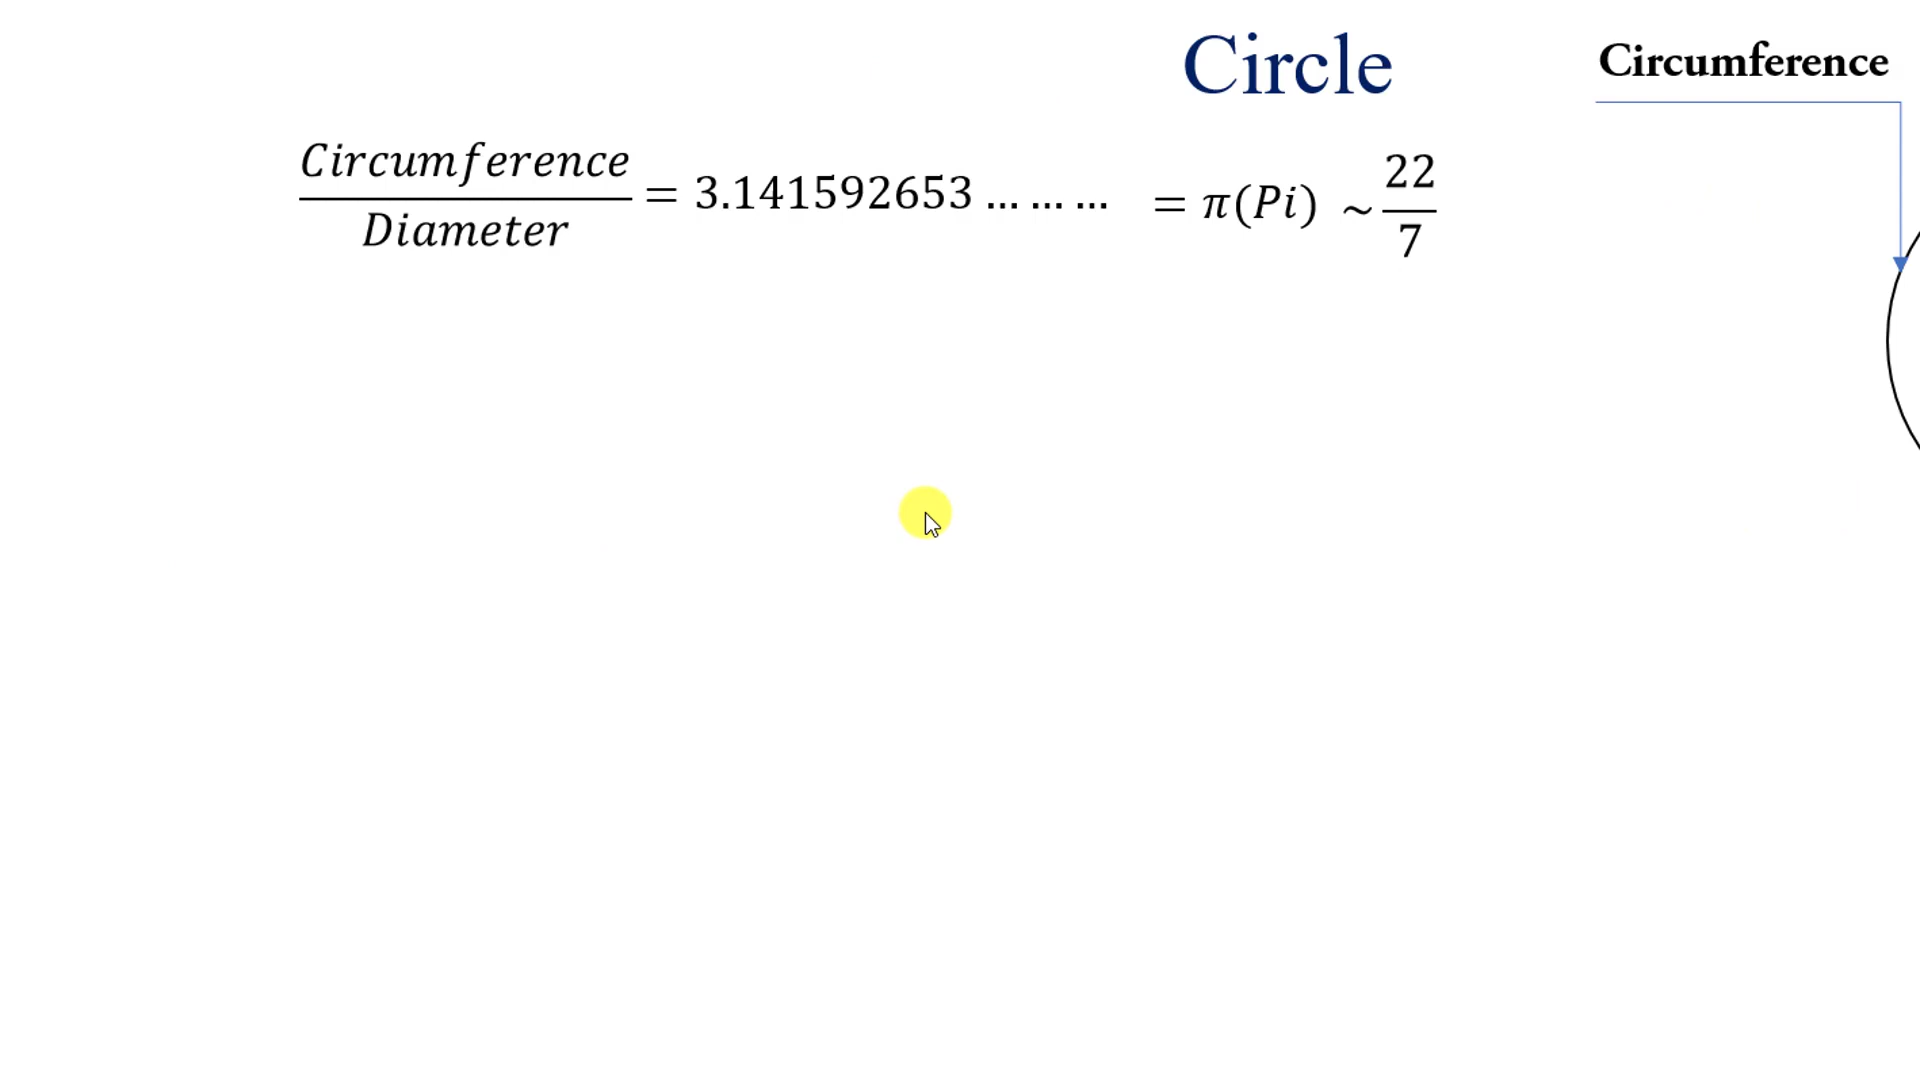 Circle
Circumference
Circumference / Diameter = 3.141592653 ... ... ... = π(Pi) ~ 22/7